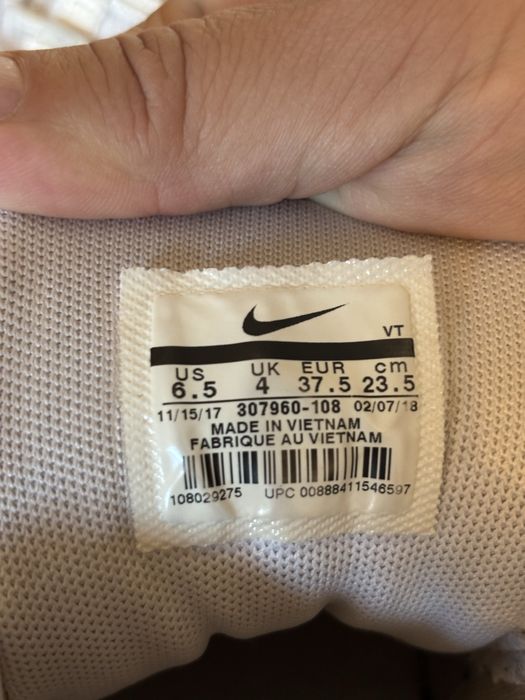 VT
US UK EUR cm
6.5 4 37.5 23.5
11/15/17 307960-108 02/07/18
MADE IN VIETNAM
FABRIQUE AU VIETNAM
108029275 UPC 00888411546597